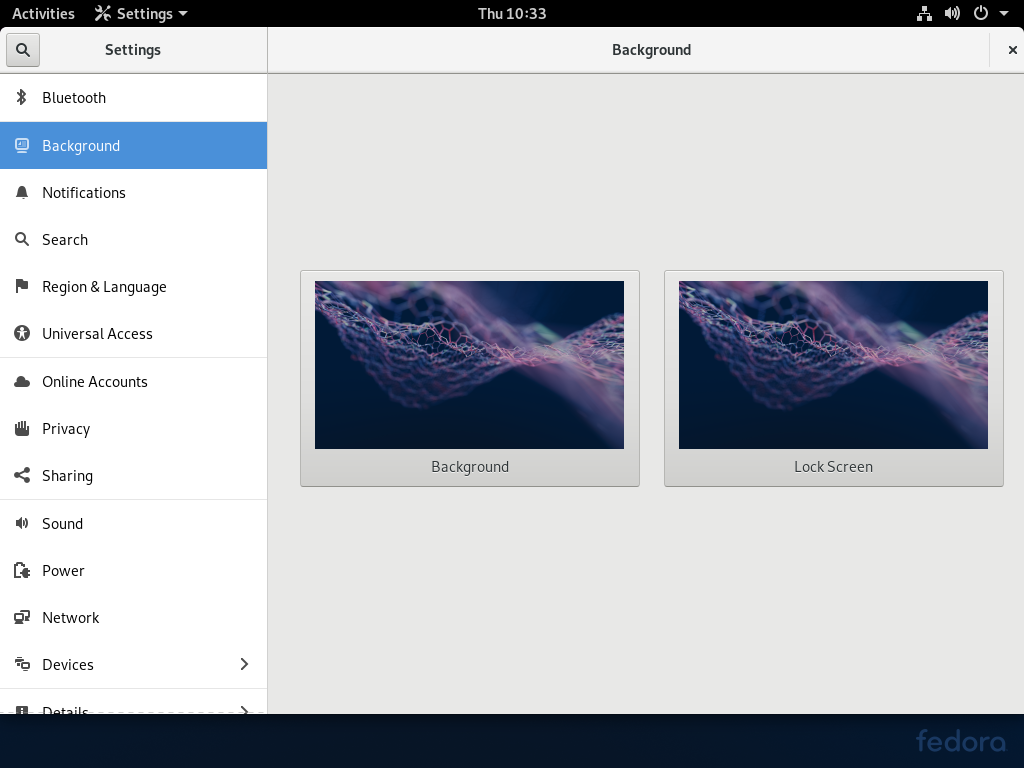 Activities Settings Thu 10:33
Settings Background
Bluetooth
Background
Notifications
Search
Region & Language
Universal Access
Online Accounts
Privacy
Sharing
Sound
Power
Network
Devices
Details
Background Lock Screen
fedora